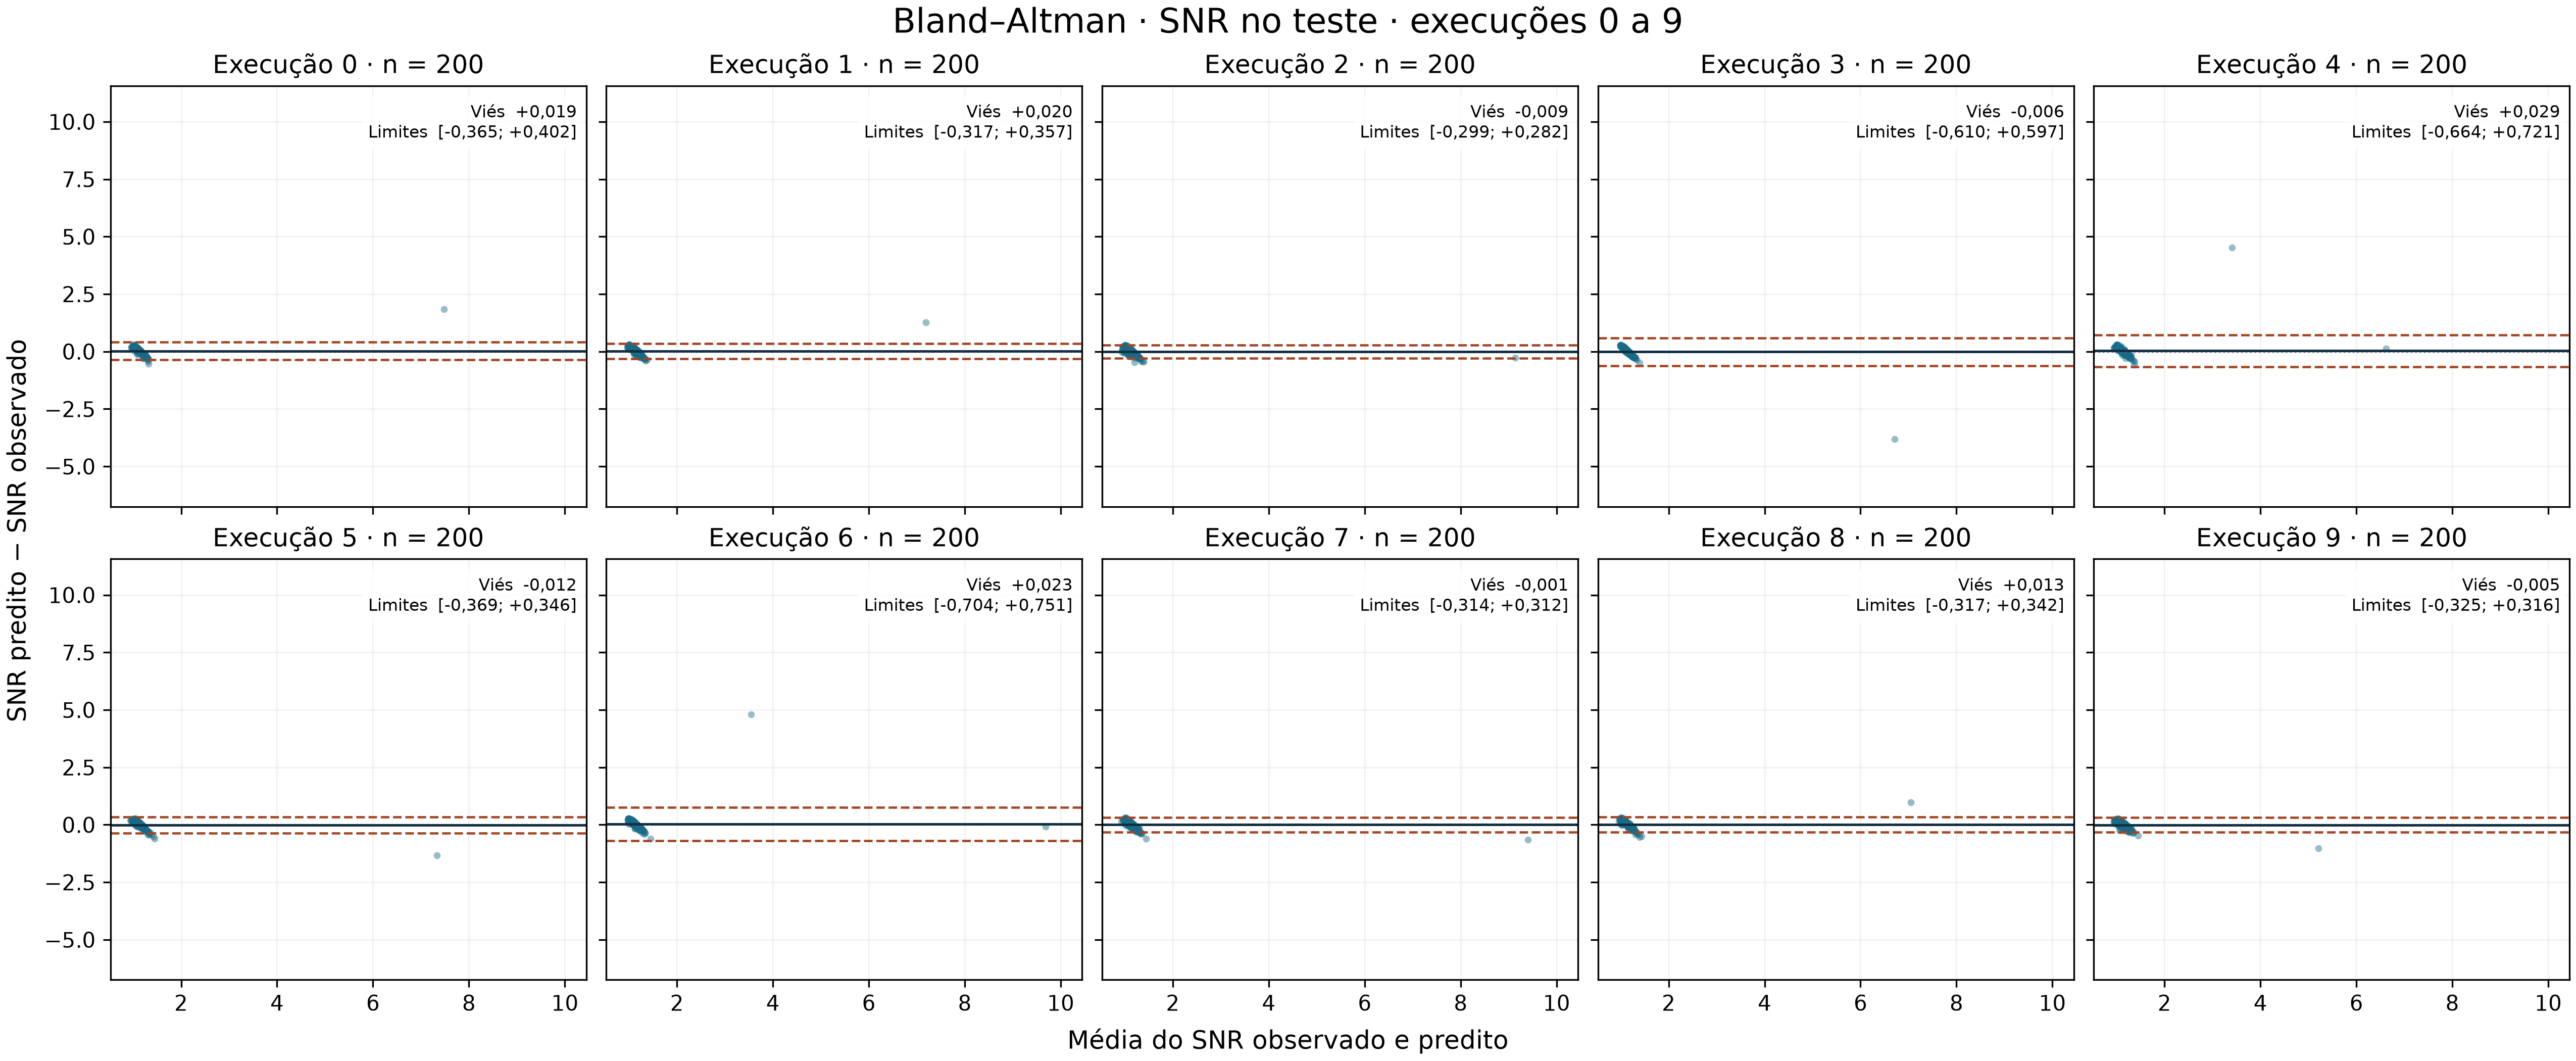 Bland–Altman · SNR no teste · execuções 0 a 9
Execução 0 · n = 200
Execução 1 · n = 200
Execução 2 · n = 200
Execução 3 · n = 200
Execução 4 · n = 200
Viés +0,019
Limites [-0,365; +0,402]
Viés +0,020
Limites [-0,317; +0,357]
Viés -0,009
Limites [-0,299; +0,282]
Viés -0,006
Limites [-0,610; +0,597]
Viés +0,029
Limites [-0,664; +0,721]
10.0
7.5
5.0
2.5
0.0
−2.5
−5.0
SNR predito − SNR observado
Execução 5 · n = 200
Execução 6 · n = 200
Execução 7 · n = 200
Execução 8 · n = 200
Execução 9 · n = 200
Viés -0,012
Limites [-0,369; +0,346]
Viés +0,023
Limites [-0,704; +0,751]
Viés -0,001
Limites [-0,314; +0,312]
Viés +0,013
Limites [-0,317; +0,342]
Viés -0,005
Limites [-0,325; +0,316]
10.0
7.5
5.0
2.5
0.0
−2.5
−5.0
2 4 6 8 10
2 4 6 8 10
2 4 6 8 10
2 4 6 8 10
2 4 6 8 10
Média do SNR observado e predito